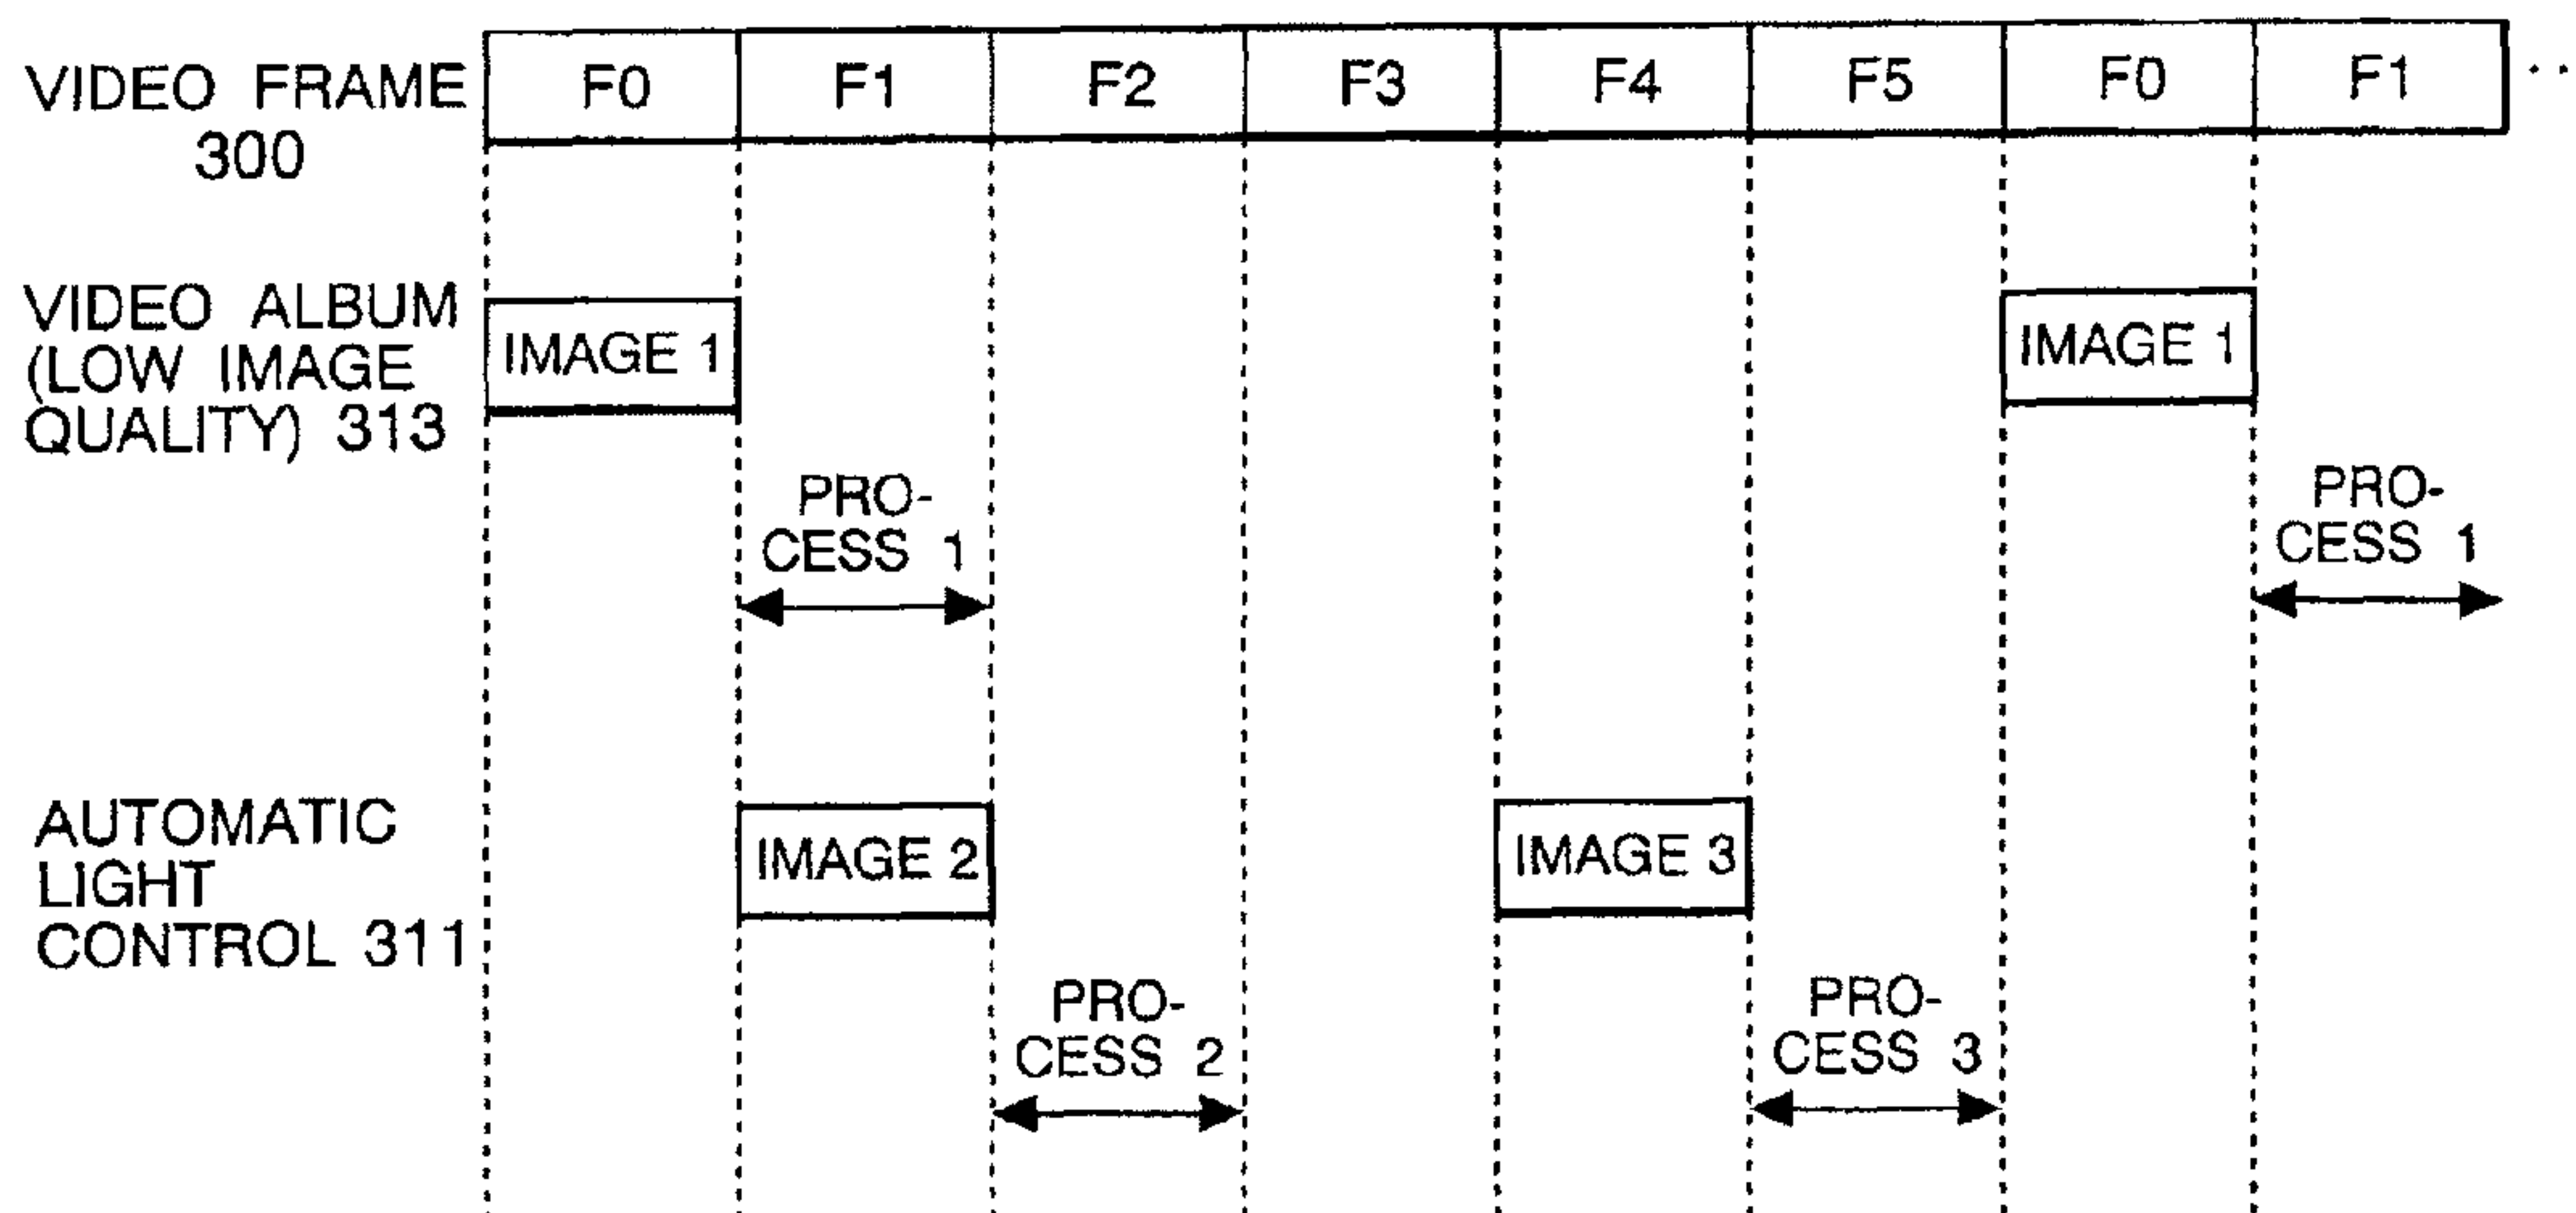 VIDEO FRAME 300
F0 F1 F2 F3 F4 F5 F0 F1 ..
VIDEO ALBUM
(LOW IMAGE
QUALITY) 313
IMAGE 1
IMAGE 1
PRO-
CESS 1
PRO-
CESS 1
AUTOMATIC
LIGHT
CONTROL 311
IMAGE 2
IMAGE 3
PRO-
CESS 2
PRO-
CESS 3